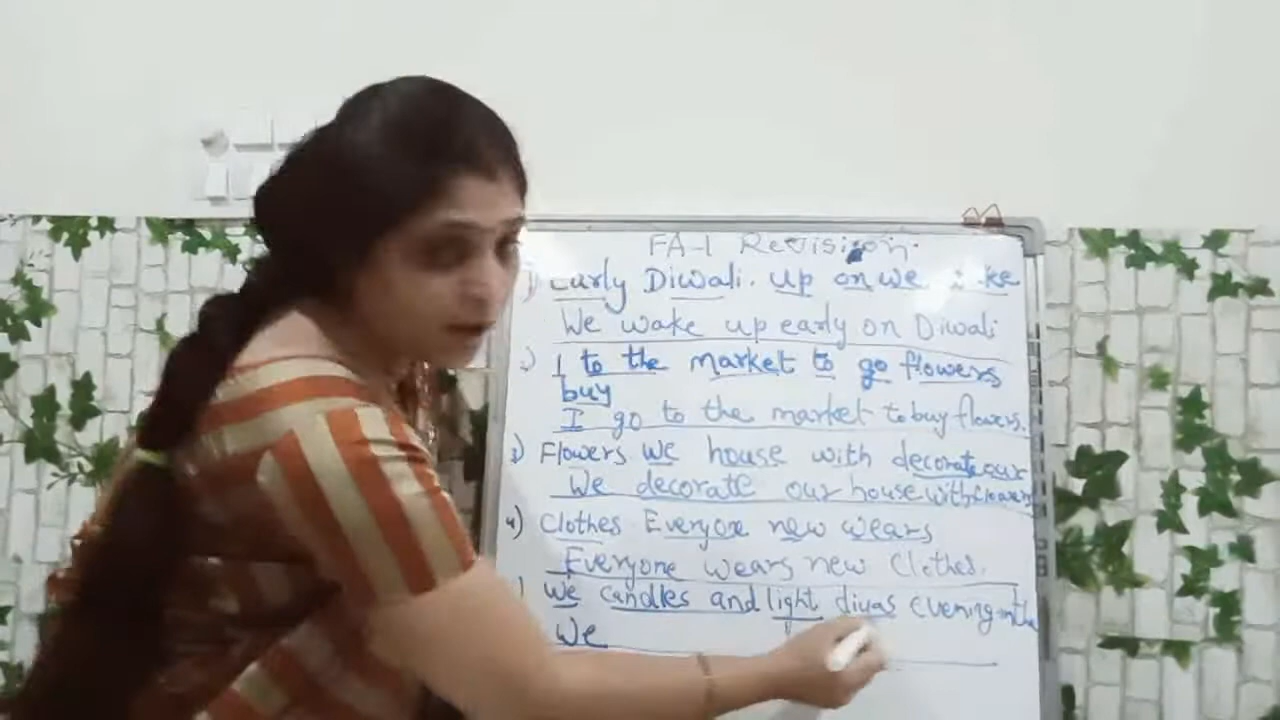 FA-1 Revision.
1) early Diwali. up on we
We wake up early on Diwali
2) I to the market to go flowers
buy
I go to the market to buy flowers.
3) Flowers we house with decorate our
We decorate our house with flowers
4) Clothes Everyone new wears
Everyone wears new Clothes.
) We candles and light diyas evening in the
We